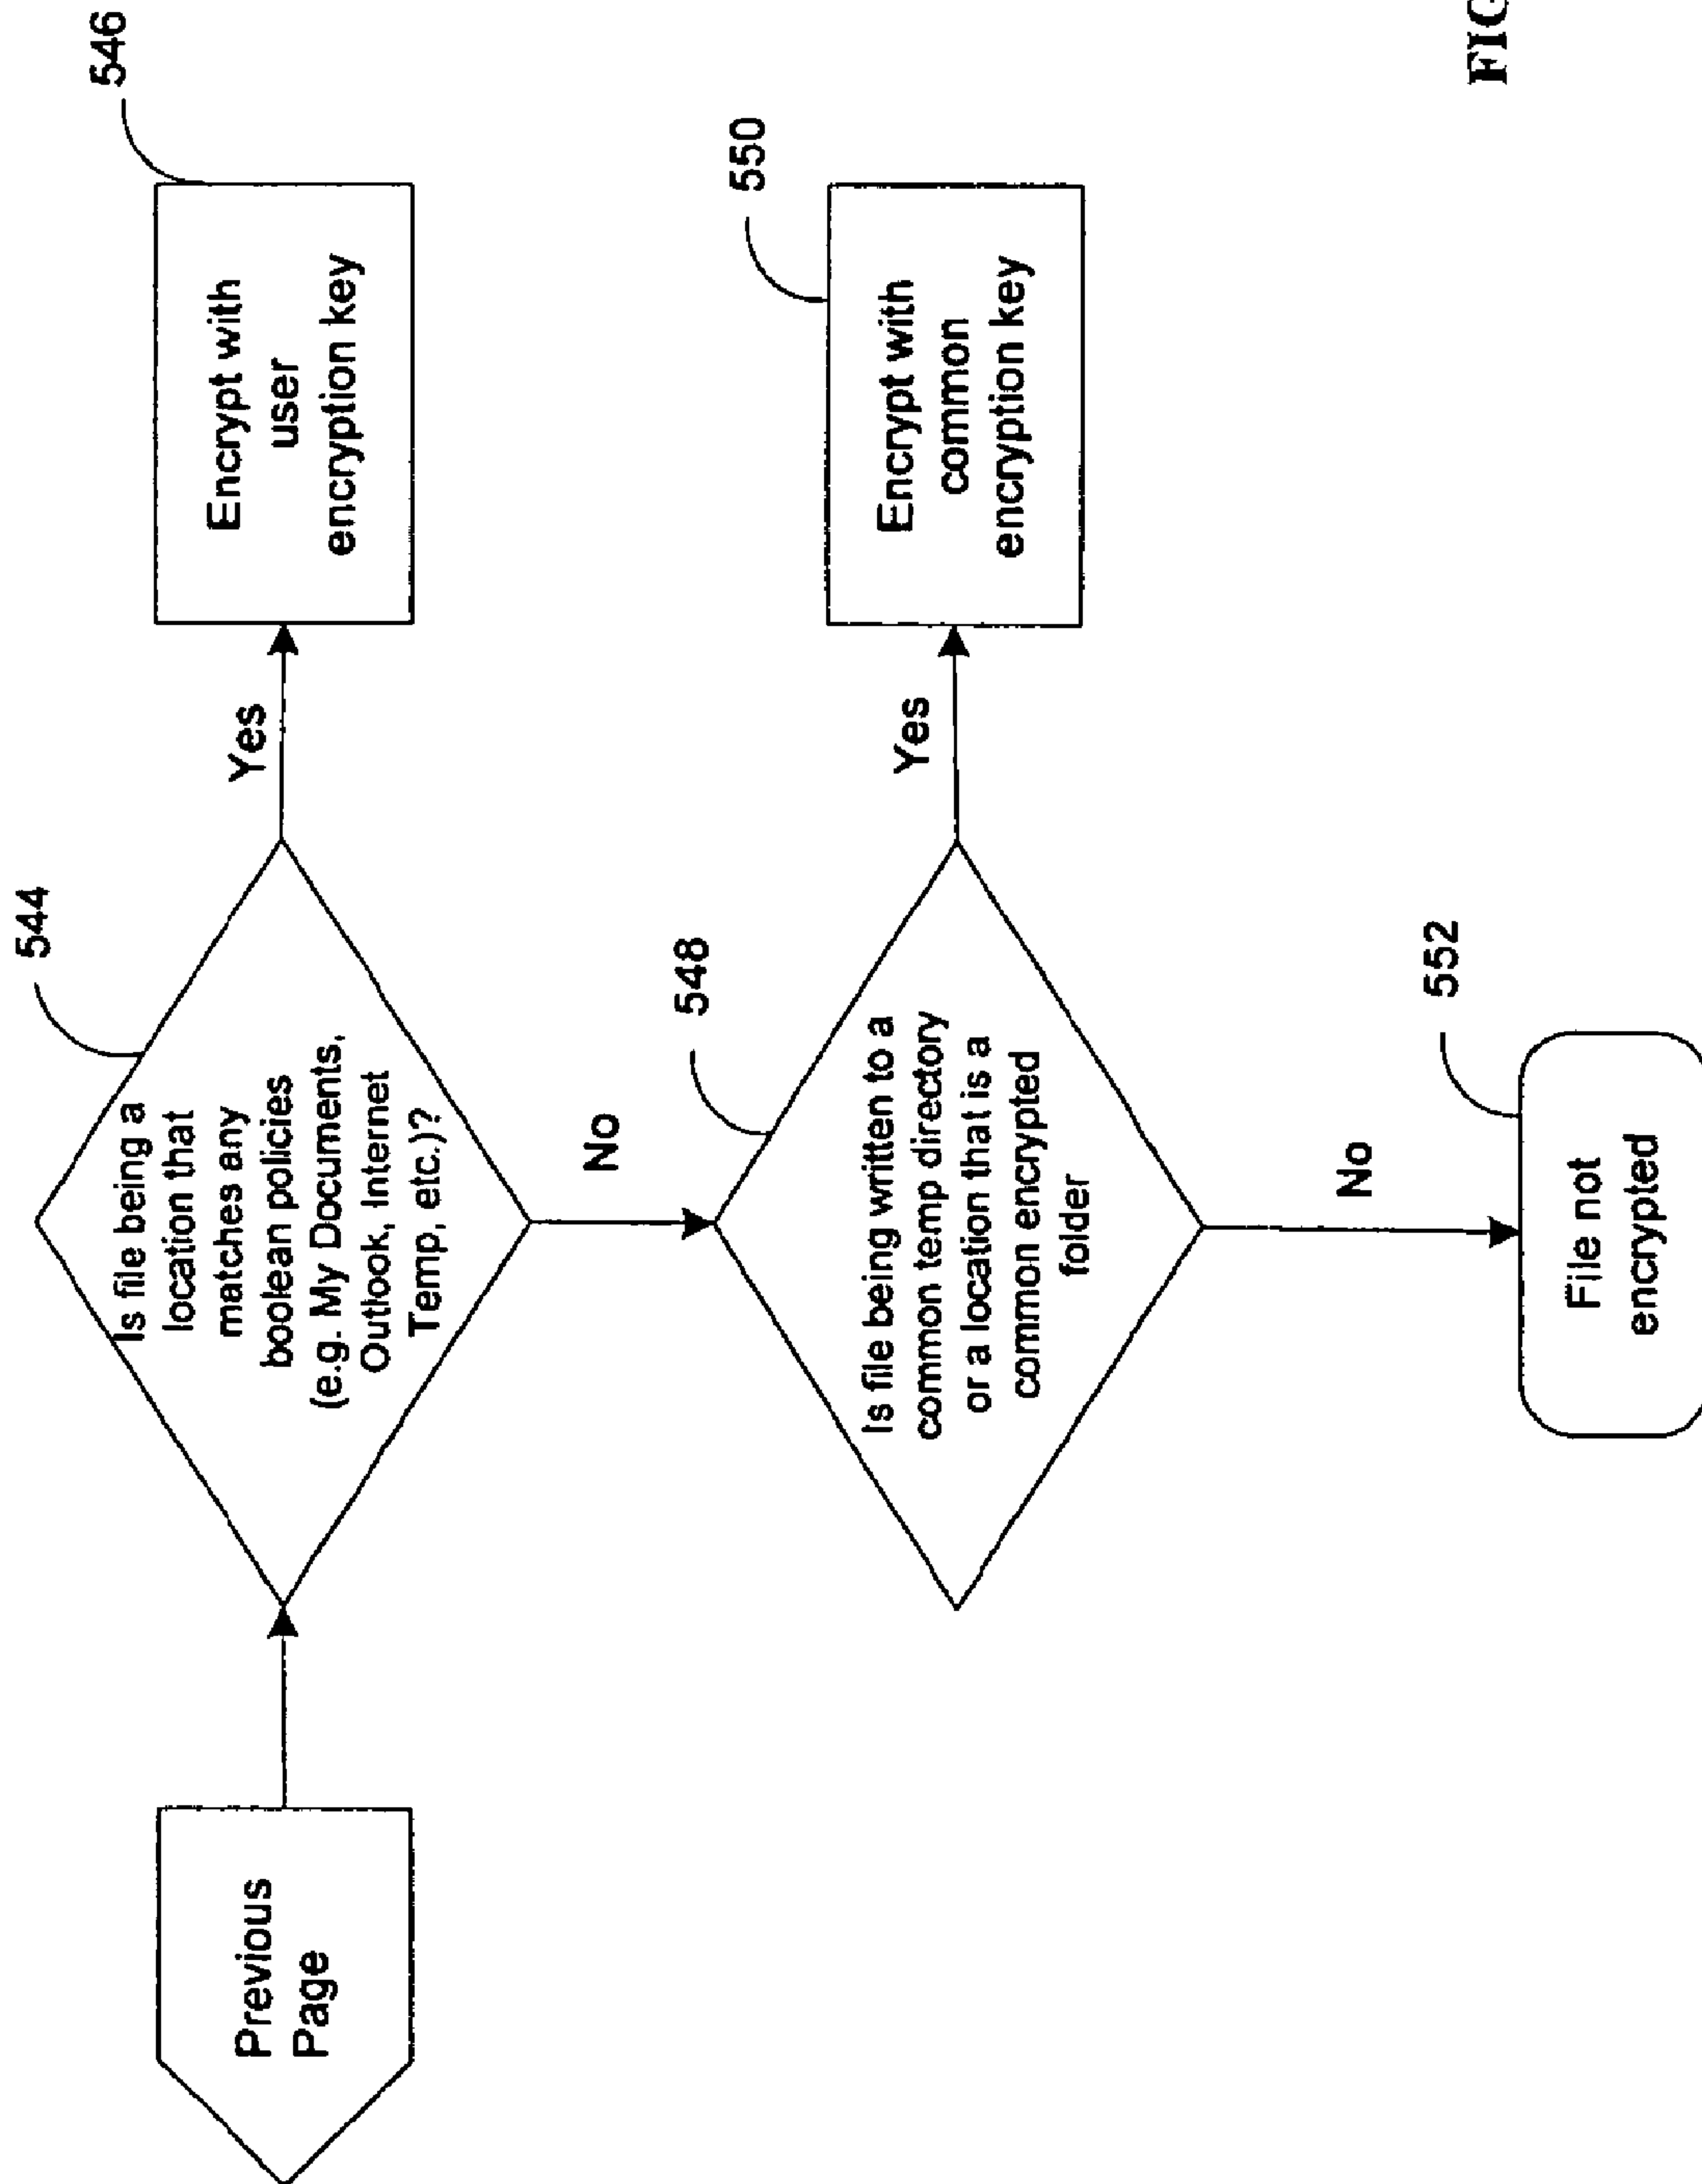 Previous
Page
544
Is file being a
location that
matches any
boolean policies
(e.g. My Documents,
Outlook, Internet
Temp, etc.)?
Yes
546
Encrypt with
user
encryption key
No
548
Is file being written to a
common temp directory
or a location that is a
common encrypted
folder
Yes
550
Encrypt with
common
encryption key
No
552
File not
encrypted
FIG